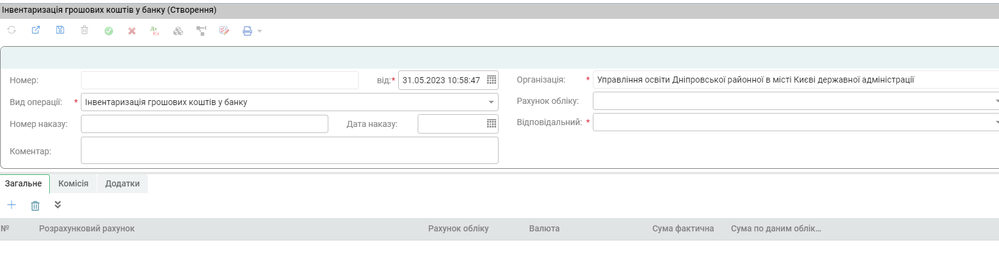 Інвентаризація грошових коштів у банку (Створення)
Дт Кт
Номер: від:* 31.05.2023 10:58:47 Організація: * Управління освіти Дніпровської районної в місті Києві державної адміністрації
Вид операції: * Інвентаризація грошових коштів у банку Рахунок обліку:
Номер наказу: Дата наказу: Відповідальний: *
Коментар:
Загальне Комісія Додатки
№ Розрахунковий рахунок Рахунок обліку Валюта Сума фактична Сума по даним облік...